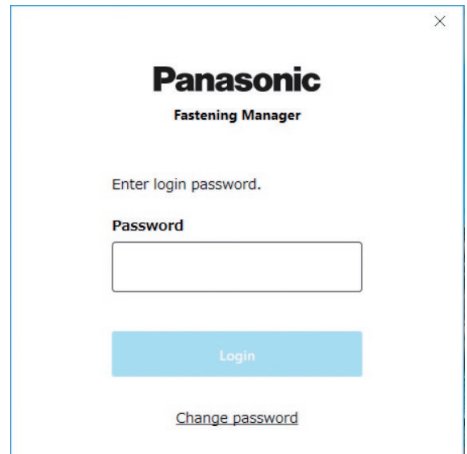 Panasonic
Fastening Manager
Enter login password.
Password
Login
Change password